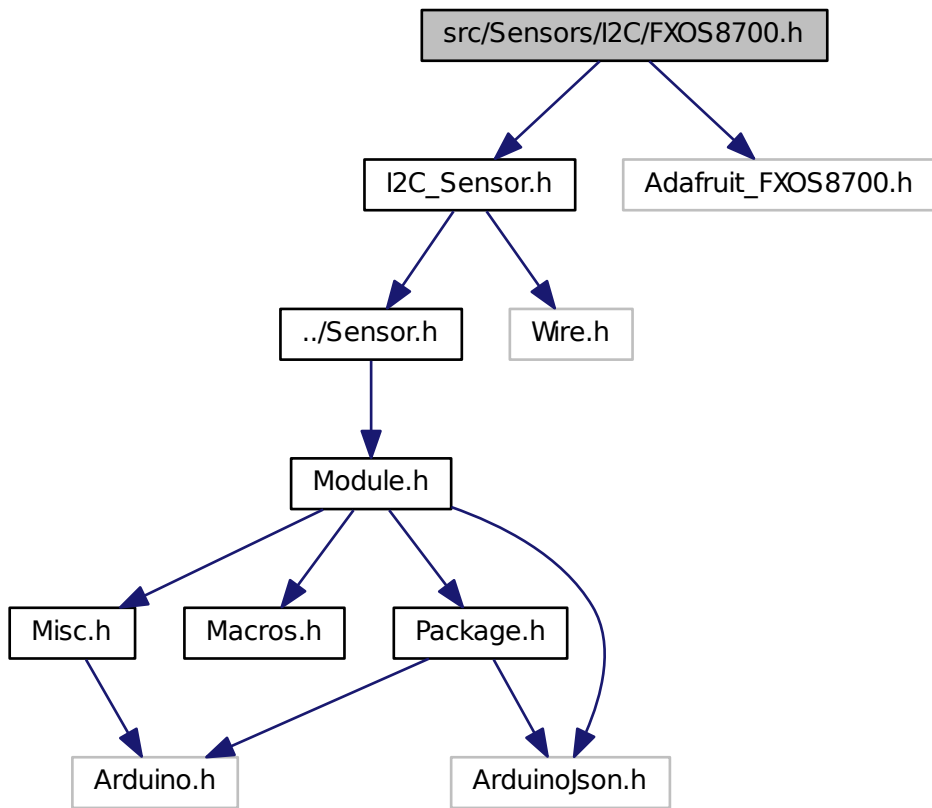 src/Sensors/I2C/FXOS8700.h
I2C_Sensor.h
Adafruit_FXOS8700.h
../Sensor.h
Wire.h
Module.h
Misc.h
Macros.h
Package.h
Arduino.h
ArduinoJson.h